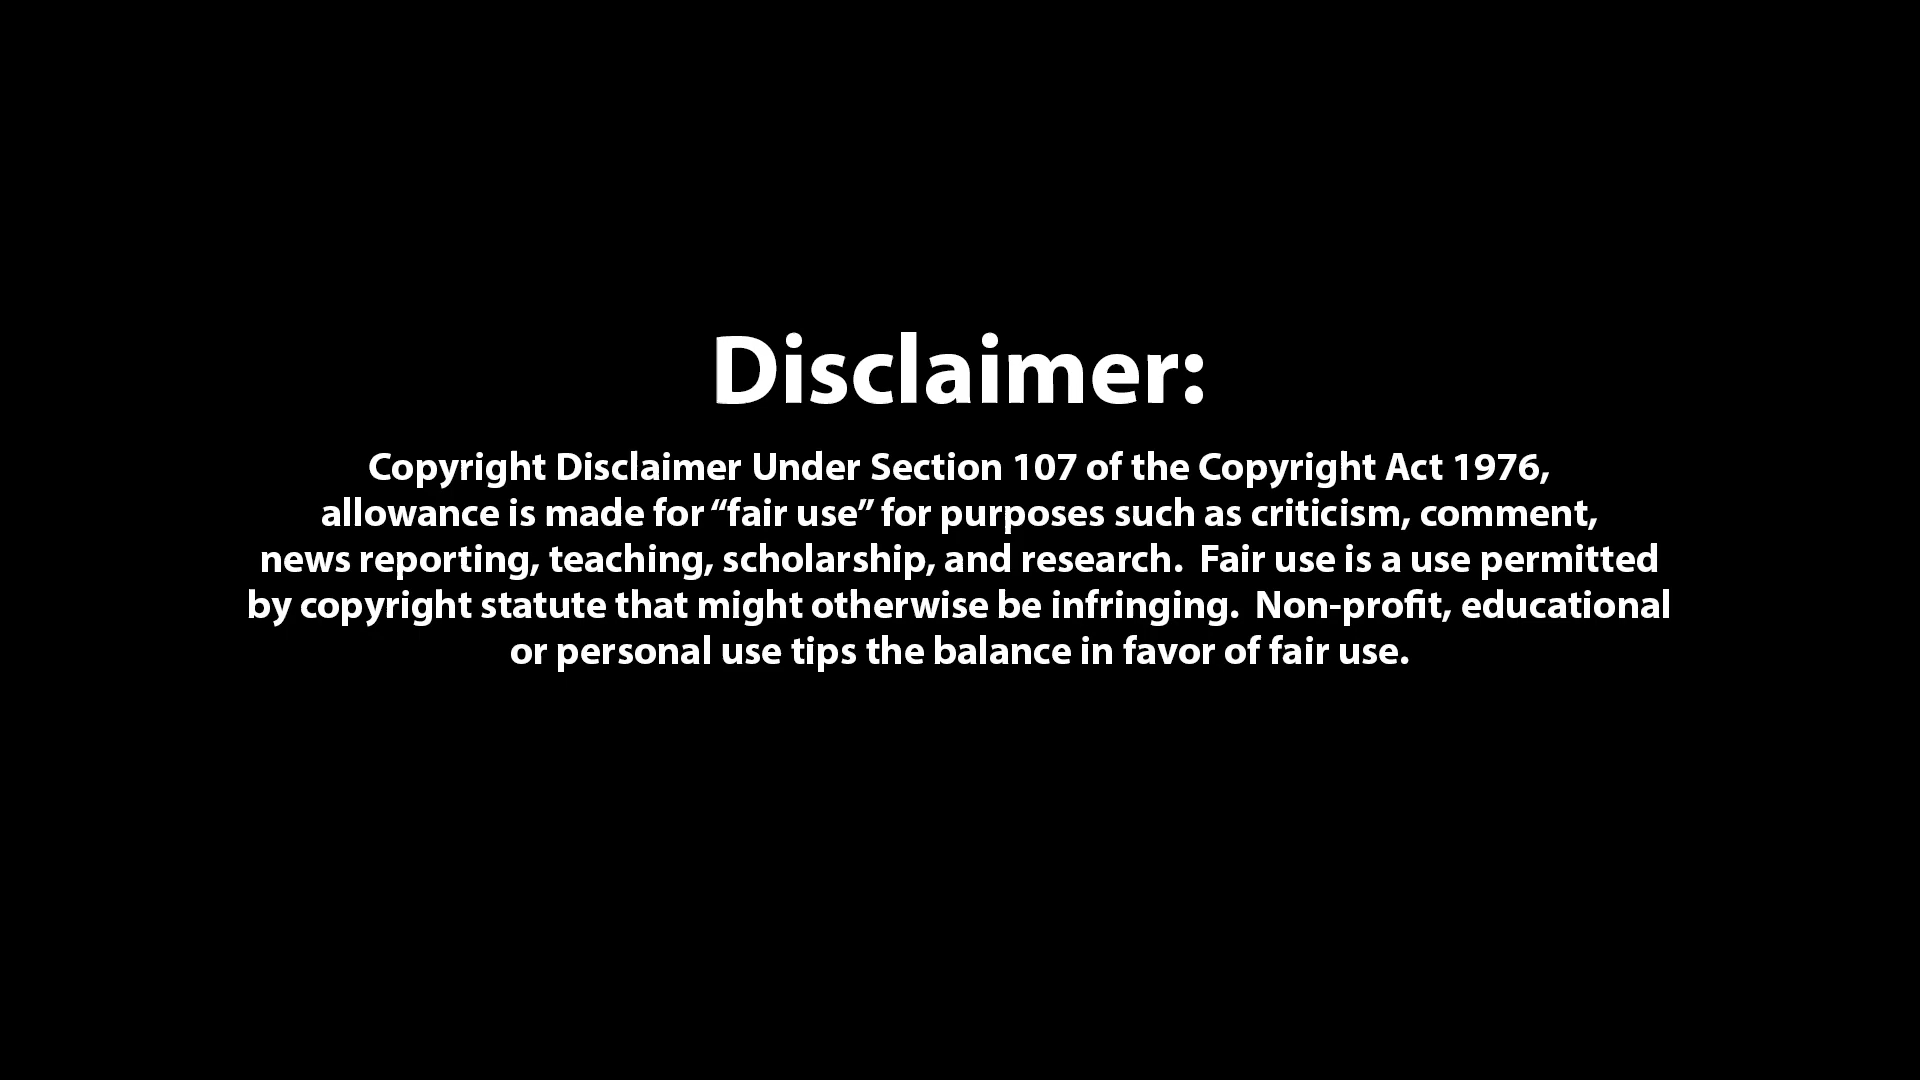 Disclaimer:
Copyright Disclaimer Under Section 107 of the Copyright Act 1976,
allowance is made for “fair use” for purposes such as criticism, comment,
news reporting, teaching, scholarship, and research.  Fair use is a use permitted
by copyright statute that might otherwise be infringing.  Non-profit, educational
or personal use tips the balance in favor of fair use.